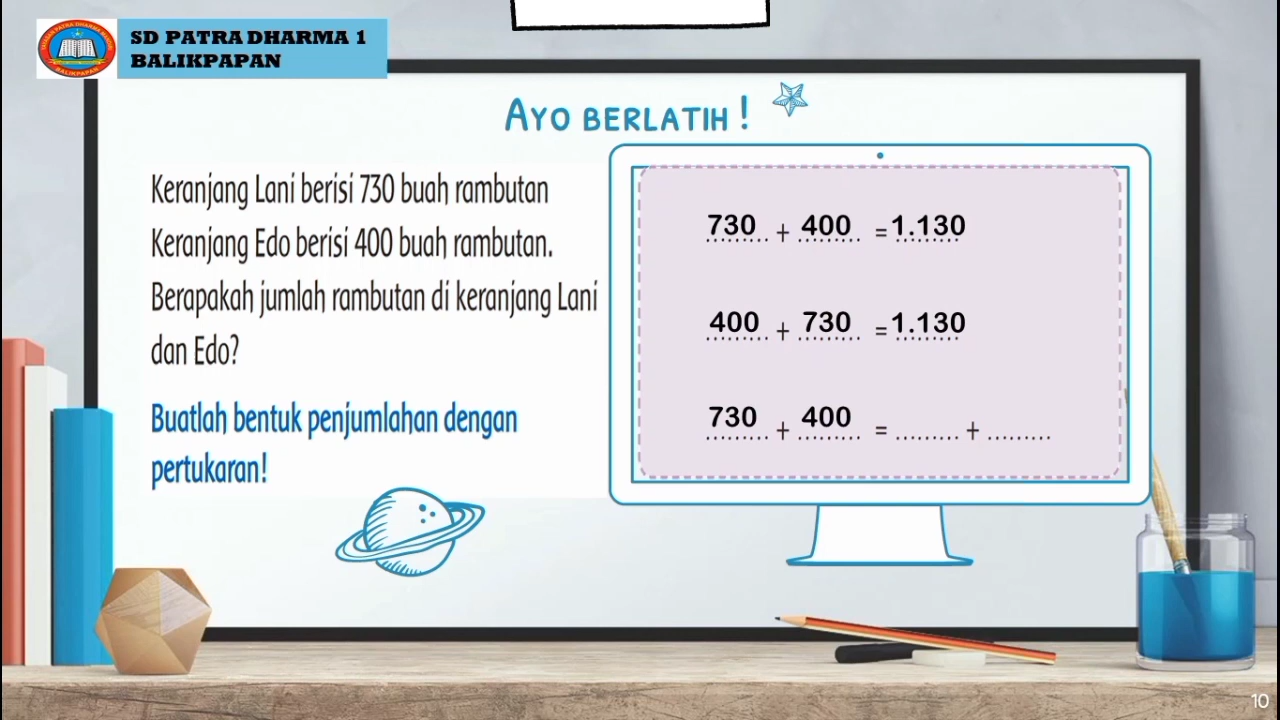 SD PATRA DHARMA 1
BALIKPAPAN
AYO BERLATIH !
Keranjang Lani berisi 730 buah rambutan
Keranjang Edo berisi 400 buah rambutan.
Berapakah jumlah rambutan di keranjang Lani
dan Edo?
Buatlah bentuk penjumlahan dengan
pertukaran!
730 + 400 = 1.130
400 + 730 = 1.130
730 + 400 = ......... + .........
10